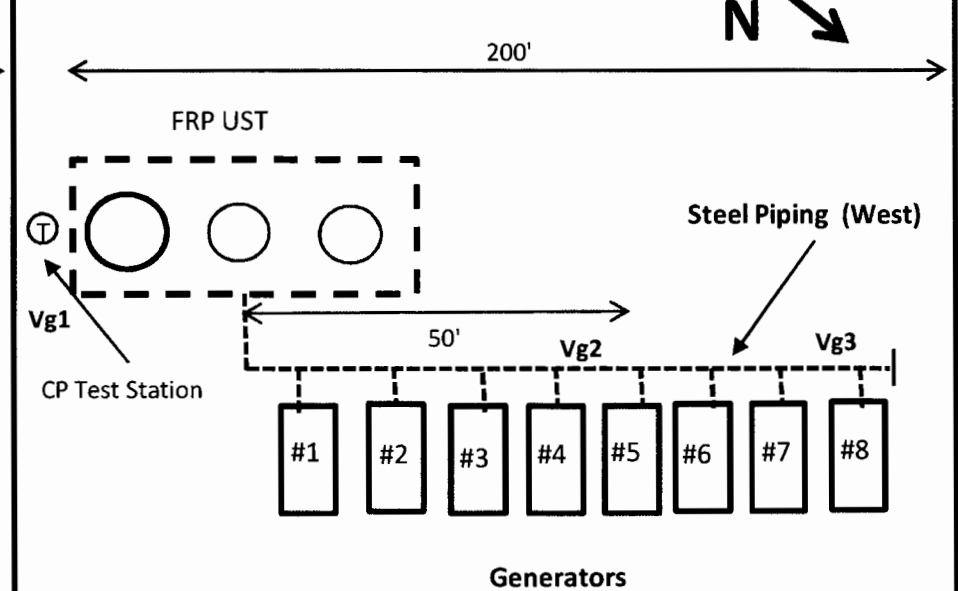 N
200'
FRP UST
T
Steel Piping (West)
Vg1
50'
Vg2
Vg3
CP Test Station
#1 #2 #3 #4 #5 #6 #7 #8
Generators